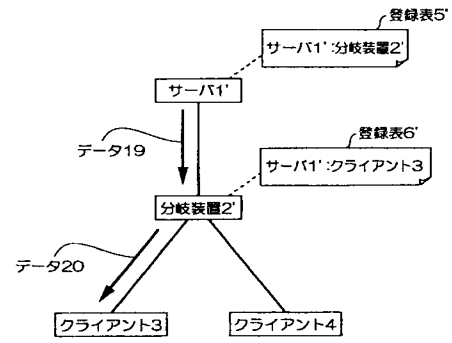 登録表5'
サーバ1':分岐装置2'
サーバ1'
登録表6'
データ19
サーバ1':クライアント3
分岐装置2'
データ20
クライアント3
クライアント4